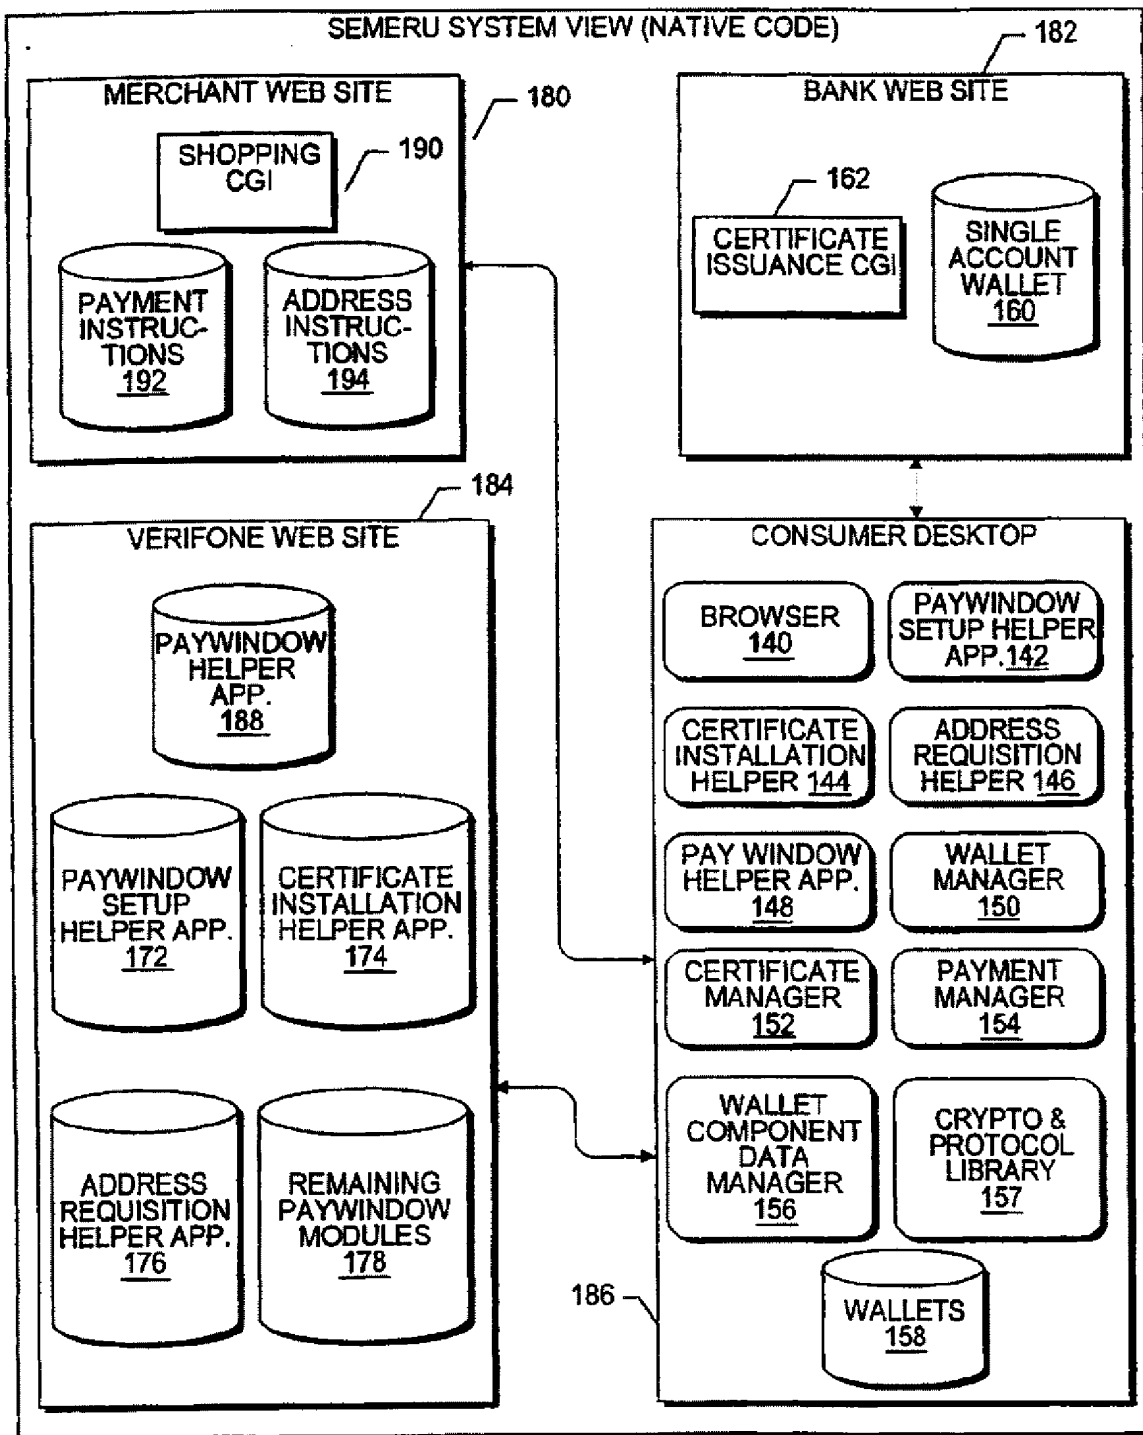 SEMERU SYSTEM VIEW (NATIVE CODE)
182
MERCHANT WEB SITE
180
SHOPPING
CGI
190
PAYMENT
INSTRUC-
TIONS
192
ADDRESS
INSTRUC-
TIONS
194
BANK WEB SITE
162
CERTIFICATE
ISSUANCE CGI
SINGLE
ACCOUNT
WALLET
160
184
VERIFONE WEB SITE
PAYWINDOW
HELPER
APP.
188
PAYWINDOW
SETUP
HELPER APP.
172
CERTIFICATE
INSTALLATION
HELPER APP.
174
ADDRESS
REQUISITION
HELPER APP.
176
REMAINING
PAYWINDOW
MODULES
178
CONSUMER DESKTOP
BROWSER
140
PAYWINDOW
SETUP HELPER
APP.142
CERTIFICATE
INSTALLATION
HELPER 144
ADDRESS
REQUISITION
HELPER 146
PAY WINDOW
HELPER APP.
148
WALLET
MANAGER
150
CERTIFICATE
MANAGER
152
PAYMENT
MANAGER
154
WALLET
COMPONENT
DATA
MANAGER 156
CRYPTO &
PROTOCOL
LIBRARY
157
186
WALLETS
158